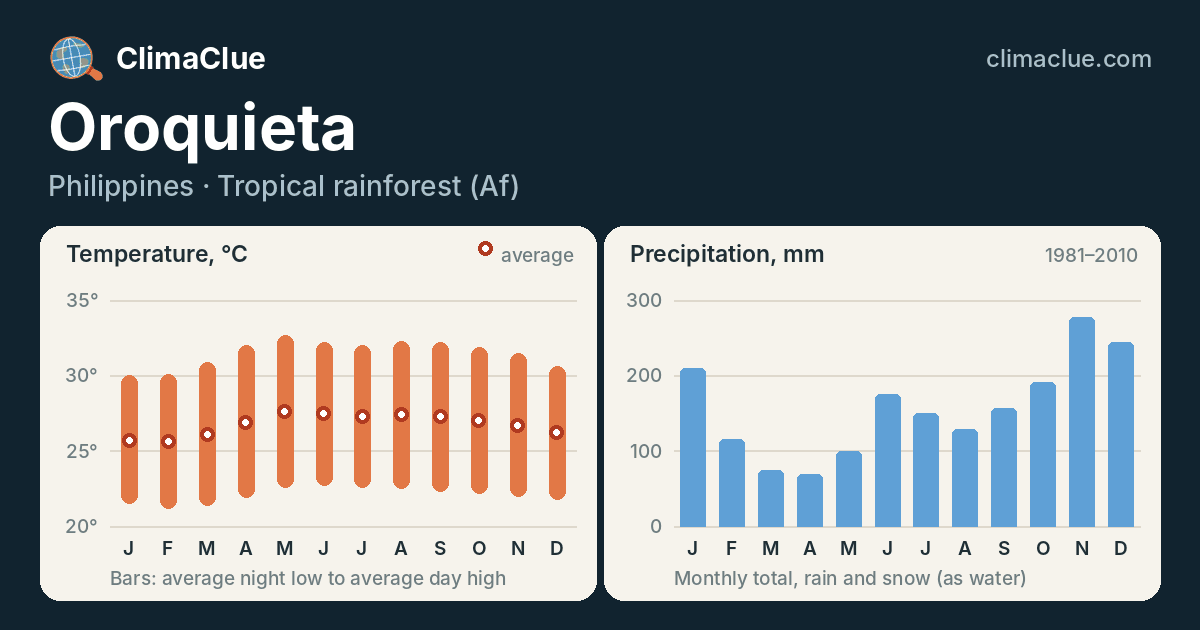 ClimaClue
climaclue.com
Oroquieta
Philippines · Tropical rainforest (Af)
Temperature, °C
average
35°
30°
25°
20°
J F M A M J J A S O N D
Bars: average night low to average day high
Precipitation, mm
1981–2010
300
200
100
0
J F M A M J J A S O N D
Monthly total, rain and snow (as water)